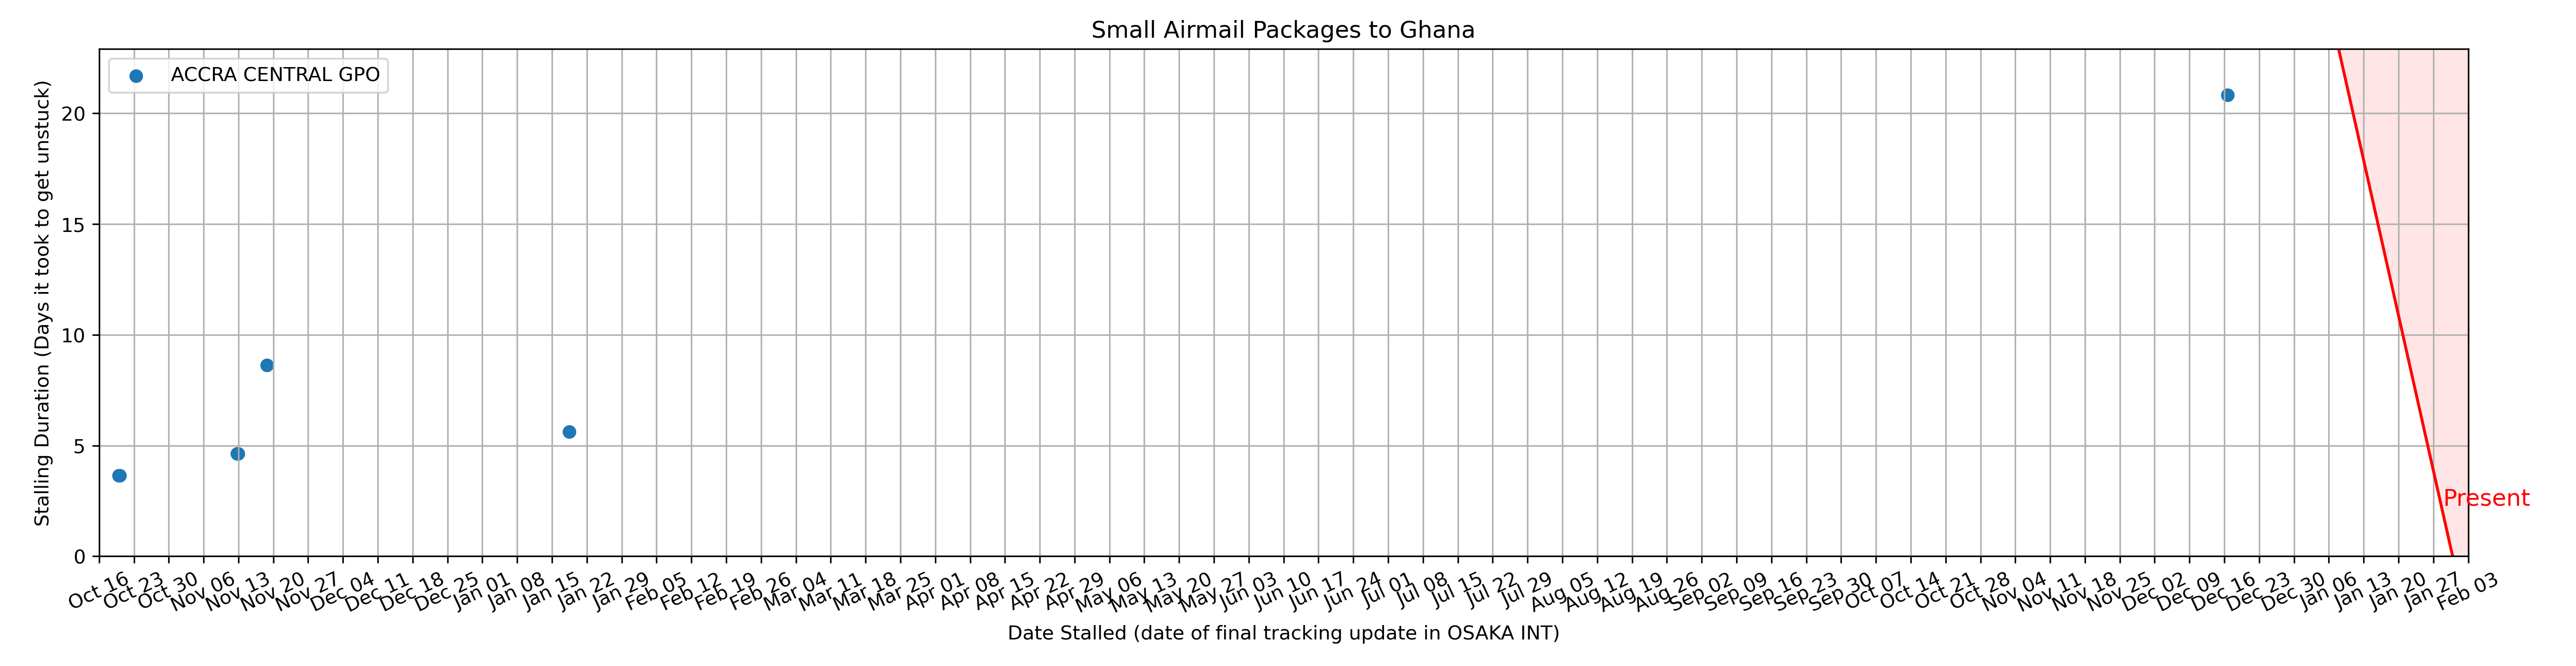 Small Airmail Packages to Ghana
ACCRA CENTRAL GPO
Stalling Duration (Days it took to get unstuck)
20
15
10
5
0
Present
Oct 16 Oct 23 Oct 30 Nov 06 Nov 13 Nov 20 Nov 27 Dec 04 Dec 11 Dec 18 Dec 25 Jan 01 Jan 08 Jan 15 Jan 22 Jan 29 Feb 05 Feb 12 Feb 19 Feb 26 Mar 04 Mar 11 Mar 18 Mar 25 Apr 01 Apr 08 Apr 15 Apr 22 Apr 29 May 06 May 13 May 20 May 27 Jun 03 Jun 10 Jun 17 Jun 24 Jul 01 Jul 08 Jul 15 Jul 22 Jul 29 Aug 05 Aug 12 Aug 19 Aug 26 Sep 02 Sep 09 Sep 16 Sep 23 Sep 30 Oct 07 Oct 14 Oct 21 Oct 28 Nov 04 Nov 11 Nov 18 Nov 25 Dec 02 Dec 09 Dec 16 Dec 23 Dec 30 Jan 06 Jan 13 Jan 20 Jan 27 Feb 03
Date Stalled (date of final tracking update in OSAKA INT)